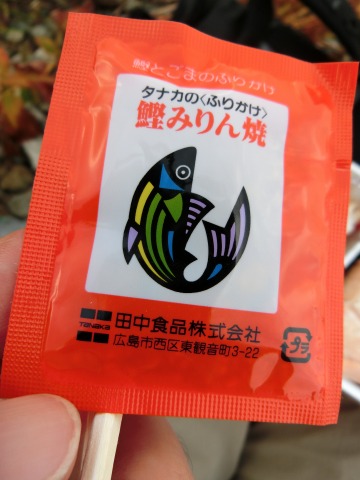 鰹とごまのふりかけ
タナカの〈ふりかけ〉
鰹みりん焼
TANAKA 田中食品株式会社
広島市西区東観音町3-22
プラ